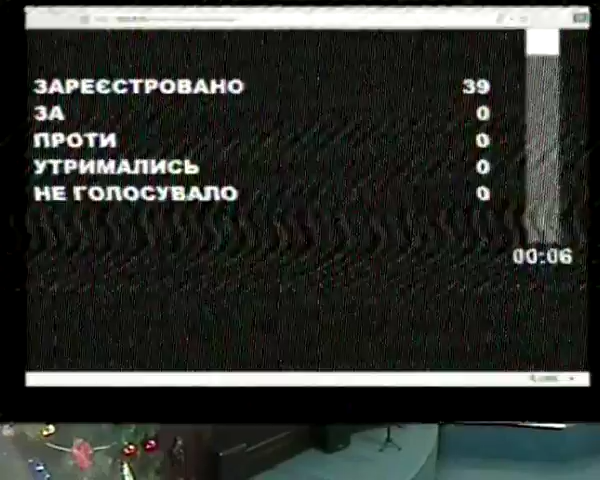 ЗАРЕЄСТРОВАНО 39
ЗА 0
ПРОТИ 0
УТРИМАЛИСЬ 0
НЕ ГОЛОСУВАЛО 0
00:06